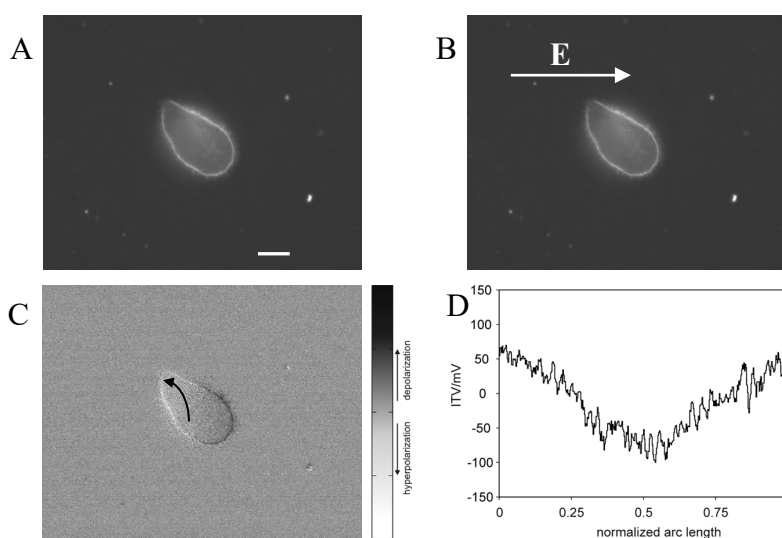 A
B
E
C
depolarization
hyperpolarization
D
150
100
50
0
-50
-100
-150
ITV/mV
0
0.25
0.5
0.75
normalized arc length